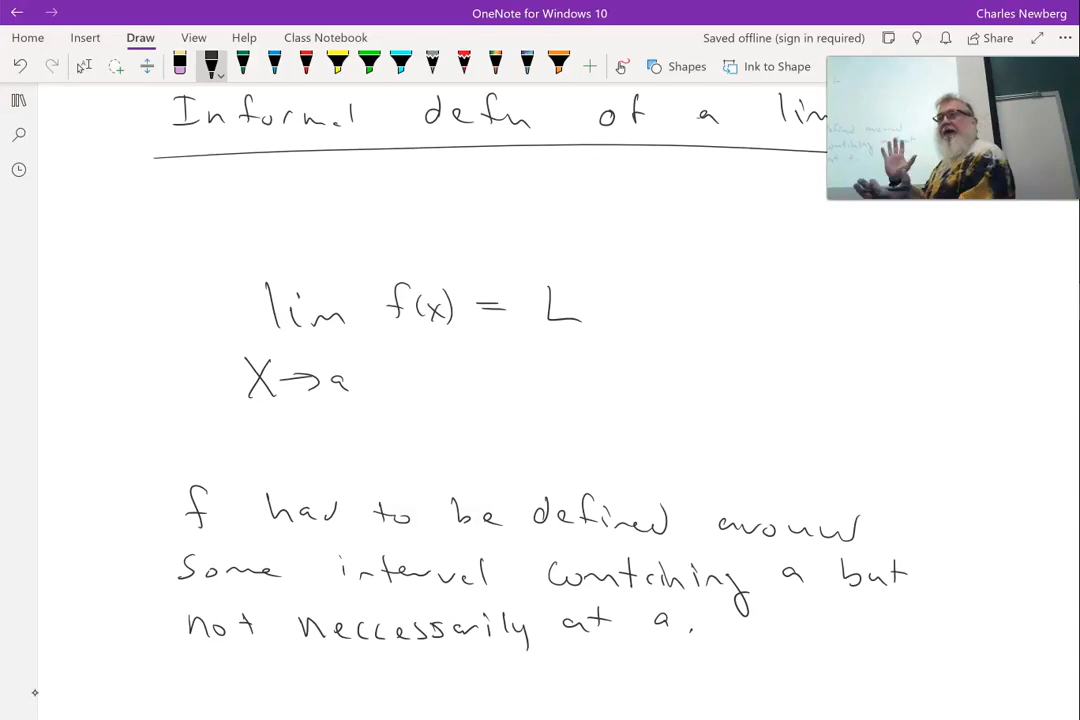 OneNote for Windows 10
Charles Newberg
Home Insert Draw View Help Class Notebook
Saved offline (sign in required)
Share
Shapes
Ink to Shape
Informal defn of a lim
lim f(x) = L
x→a
f had to be defined around
some interval containing a but
not neccessarily at a.